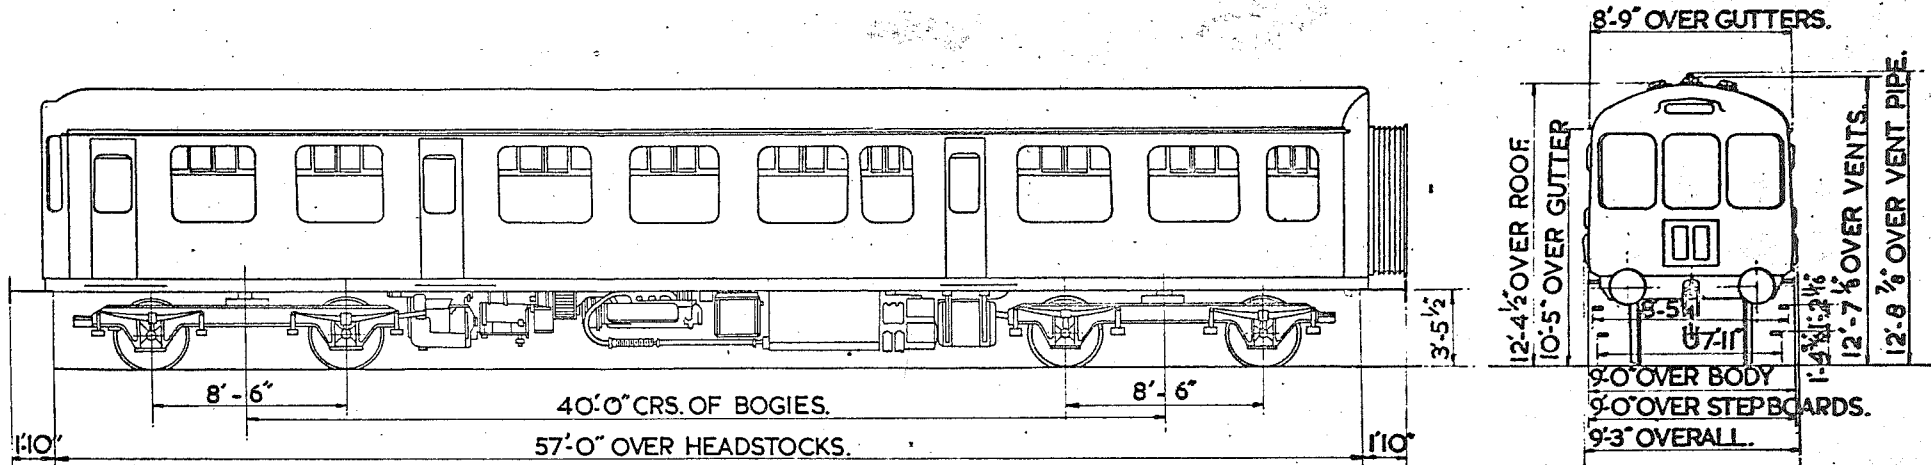 8'-9" OVER GUTTERS.
12'-4½" OVER ROOF.
10'-5" OVER GUTTER
12'-7⅛" OVER VENTS.
12'-8⅞" OVER VENT PIPE.
3'-5½"
7-11"
8'-6"
40'-0" CRS. OF BOGIES.
8'-6"
9'-0" OVER BODY
9'-0" OVER STEPBOARDS.
1'10"
57'-0" OVER HEADSTOCKS.
1'10"
9'-3" OVERALL.